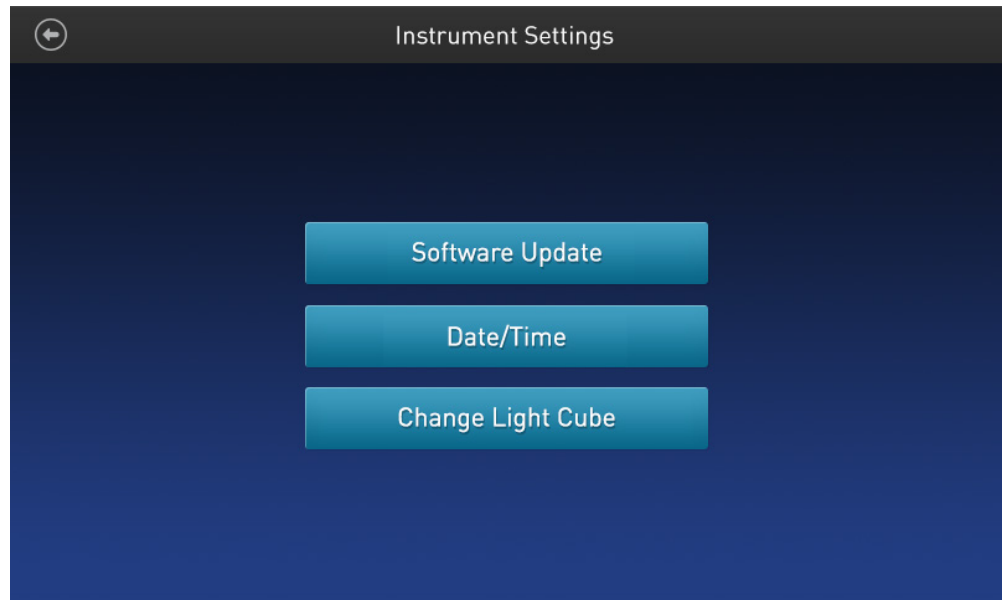 Instrument Settings
Software Update
Date/Time
Change Light Cube